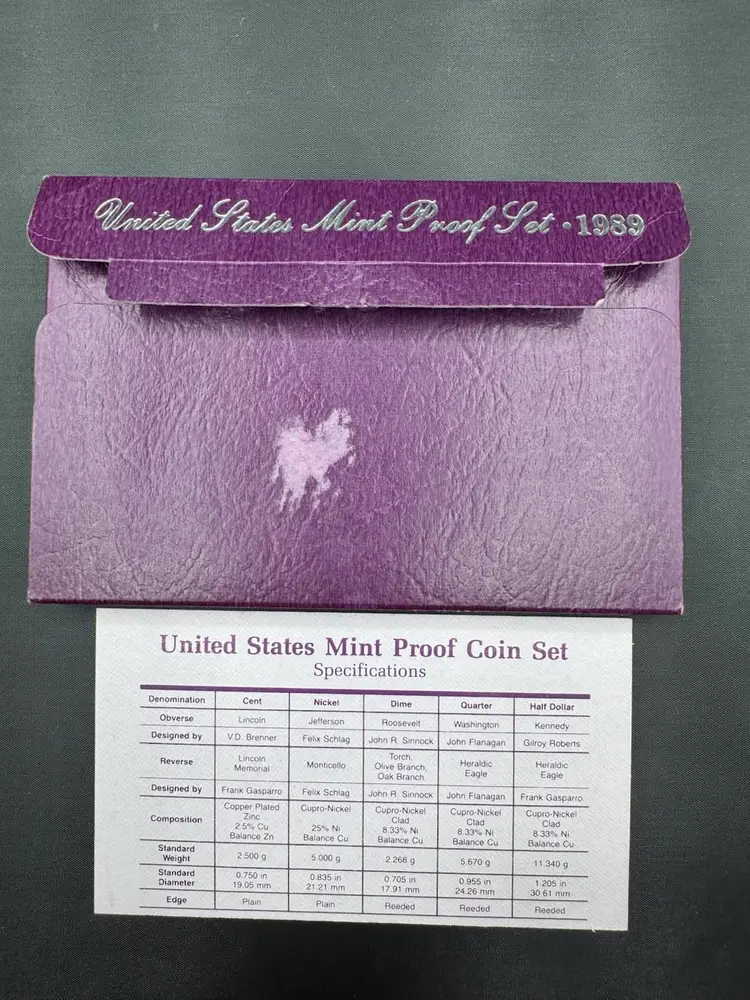 United States Mint Proof Set · 1989
United States Mint Proof Coin Set
Specifications
Denomination Cent Nickel Dime Quarter Half Dollar
Obverse Lincoln Jefferson Roosevelt Washington Kennedy
Designed by V.D. Brenner Felix Schlag John R. Sinnock John Flanagan Gilroy Roberts
Reverse Lincoln Memorial Monticello Torch, Olive Branch, Oak Branch Heraldic Eagle Heraldic Eagle
Designed by Frank Gasparro Felix Schlag John R. Sinnock John Flanagan Frank Gasparro
Composition Copper Plated Zinc 2.5% Cu Balance Zn Cupro-Nickel 25% Ni Balance Cu Cupro-Nickel Clad 8.33% Ni Balance Cu Cupro-Nickel Clad 8.33% Ni Balance Cu Cupro-Nickel Clad 8.33% Ni Balance Cu
Standard Weight 2.500 g 5.000 g 2.268 g 5.670 g 11.340 g
Standard Diameter 0.750 in 19.05 mm 0.835 in 21.21 mm 0.705 in 17.91 mm 0.955 in 24.26 mm 1.205 in 30.61 mm
Edge Plain Plain Reeded Reeded Reeded